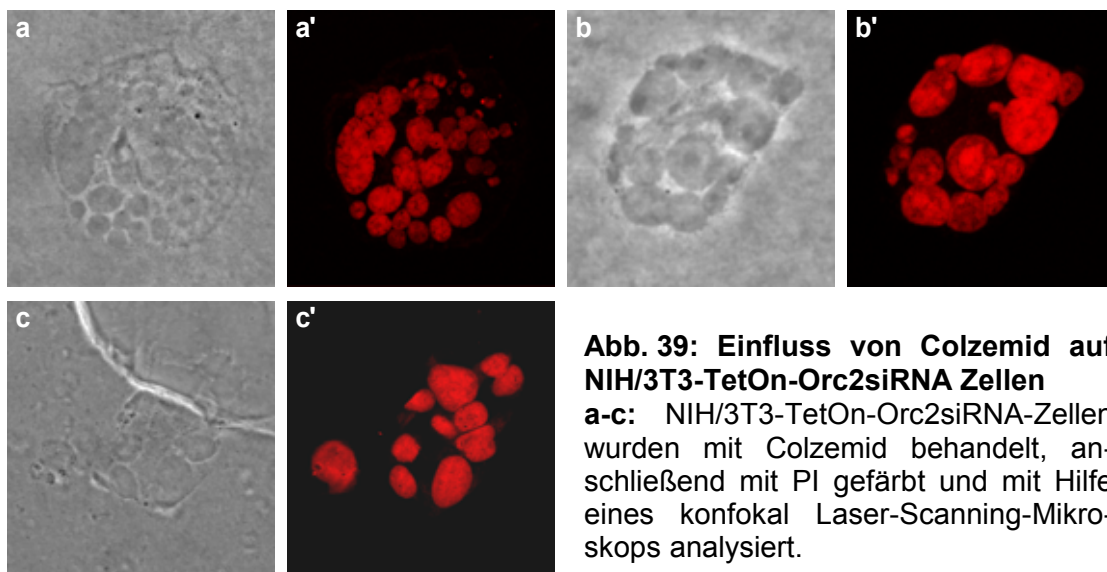 a
a'
b
b'
c
c'
Abb. 39: Einfluss von Colzemid auf
NIH/3T3-TetOn-Orc2siRNA Zellen
a-c: NIH/3T3-TetOn-Orc2siRNA-Zellen
wurden mit Colzemid behandelt, an-
schließend mit PI gefärbt und mit Hilfe
eines konfokal Laser-Scanning-Mikro-
skops analysiert.